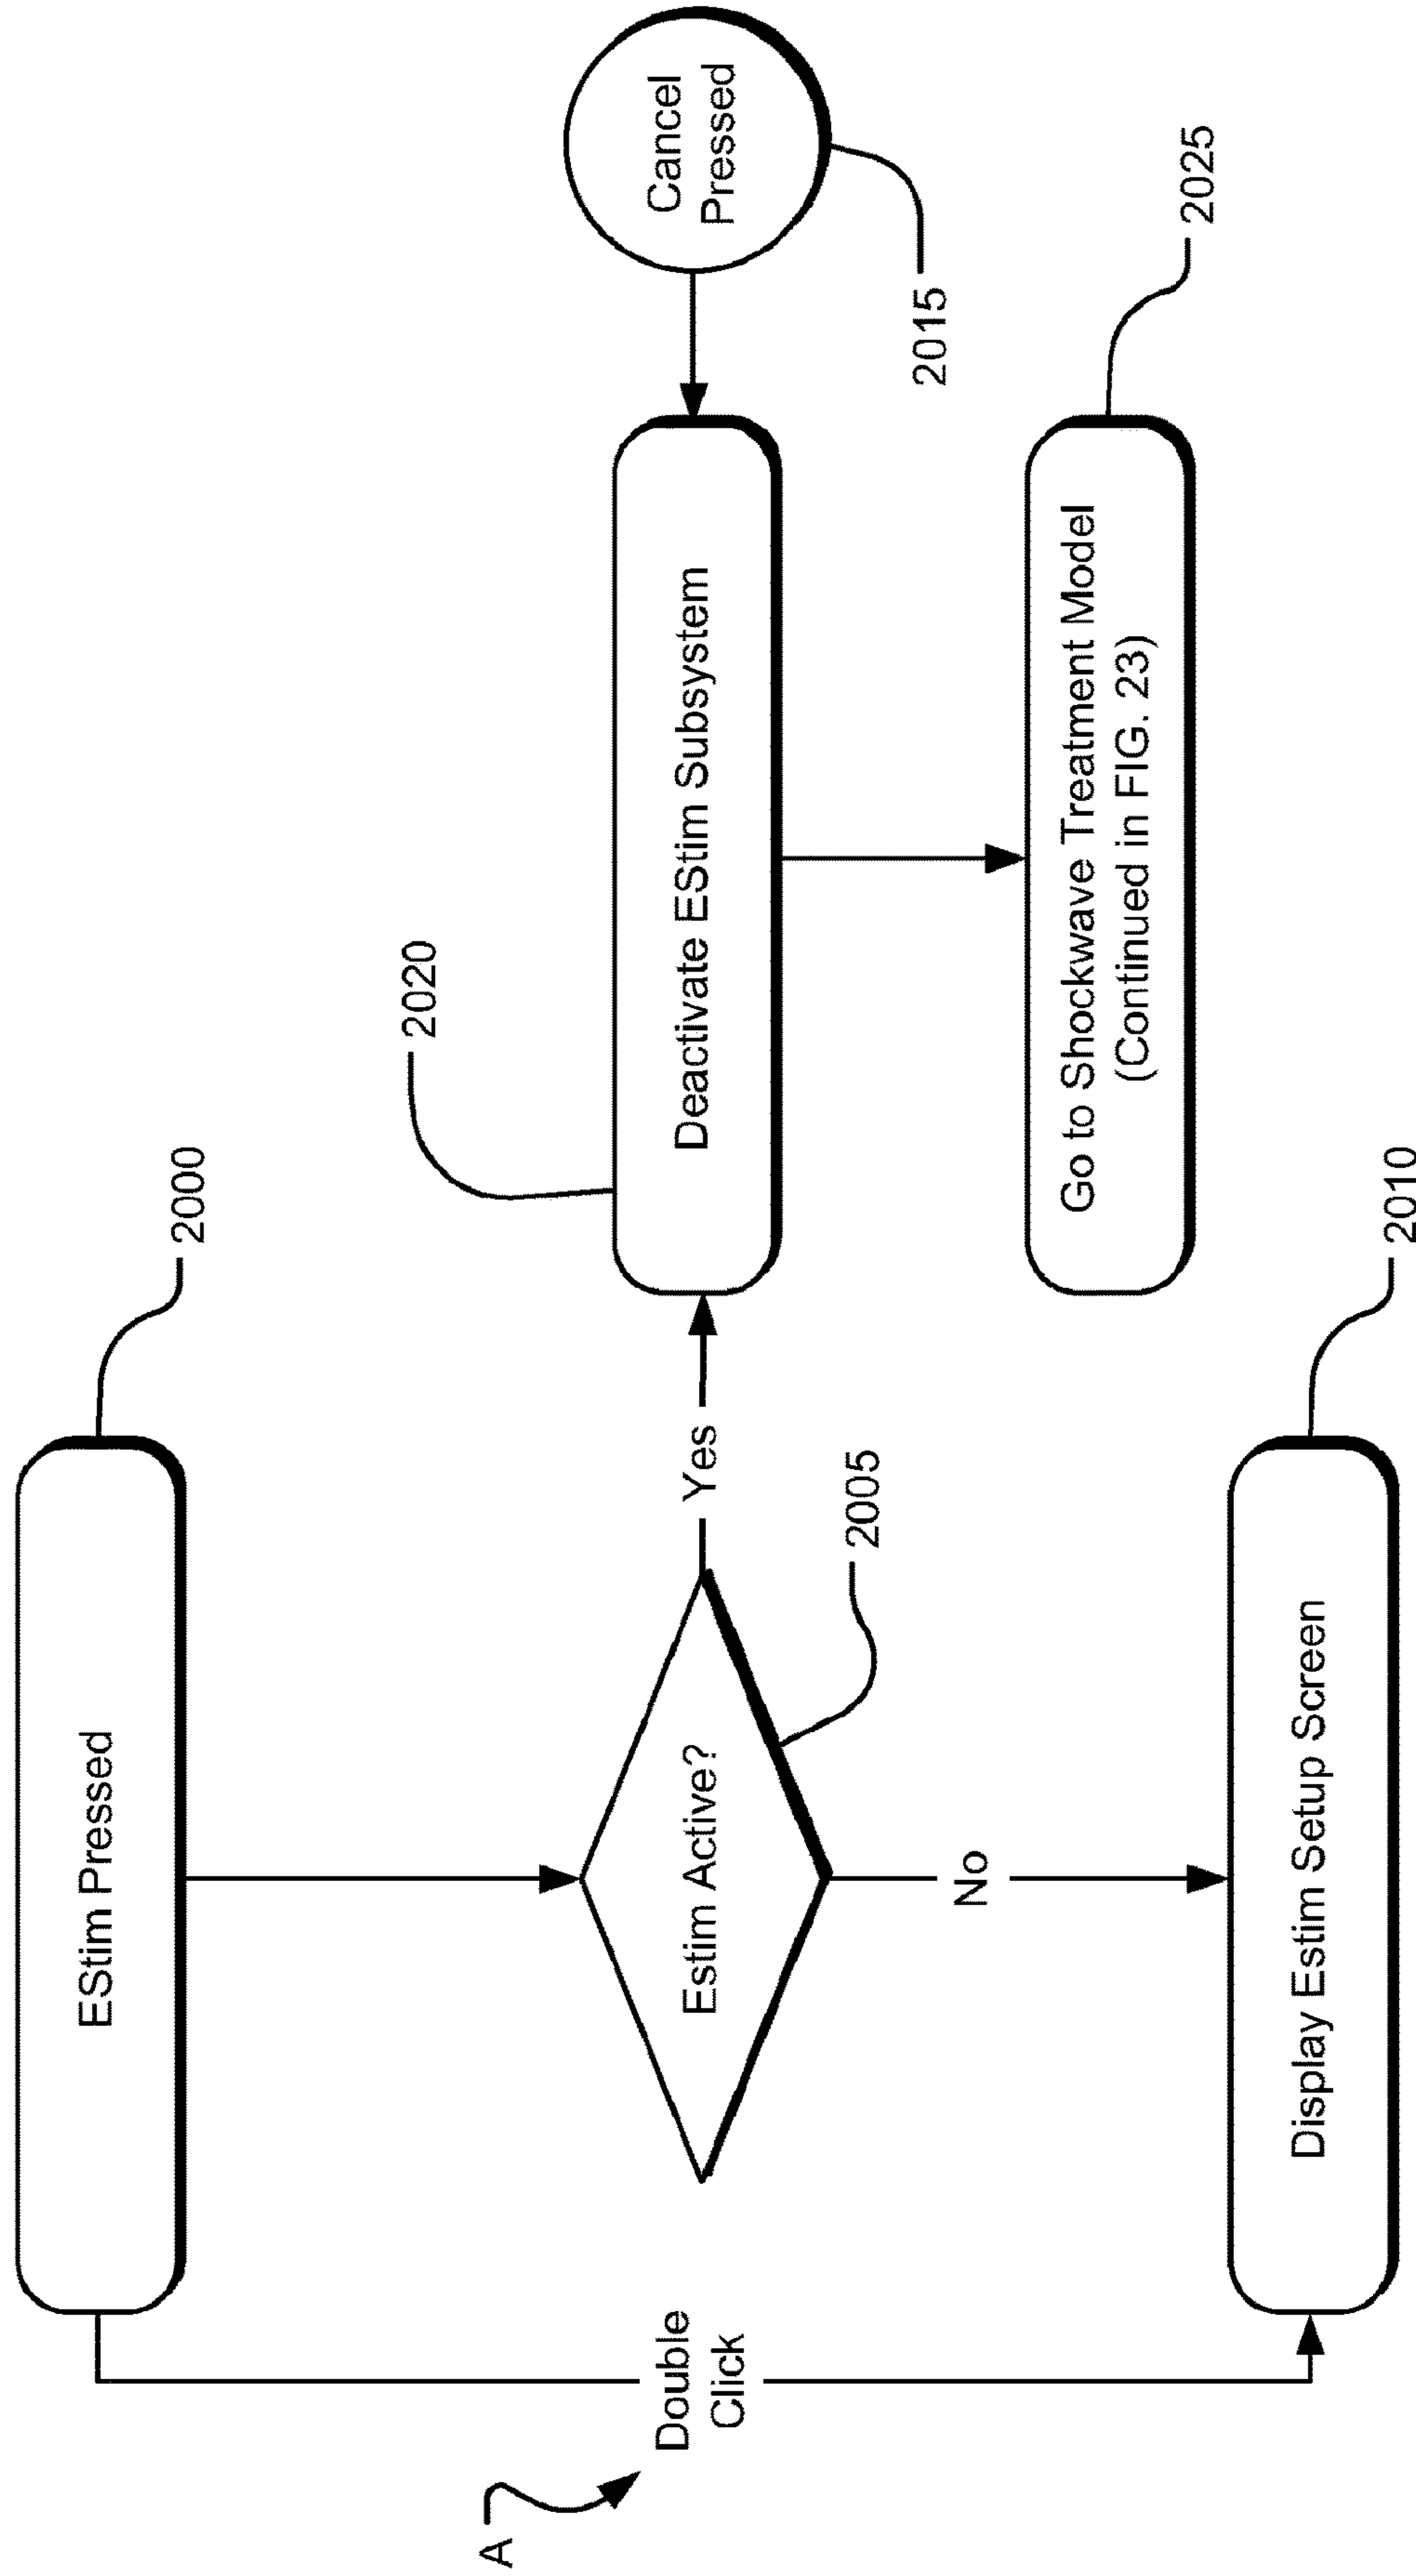 EStim Pressed
2000
A
Double
Click
Estim Active?
Yes
2005
No
Display Estim Setup Screen
2010
2020
Deactivate EStim Subsystem
Cancel
Pressed
2015
Go to Shockwave Treatment Model
(Continued in FIG. 23)
2025